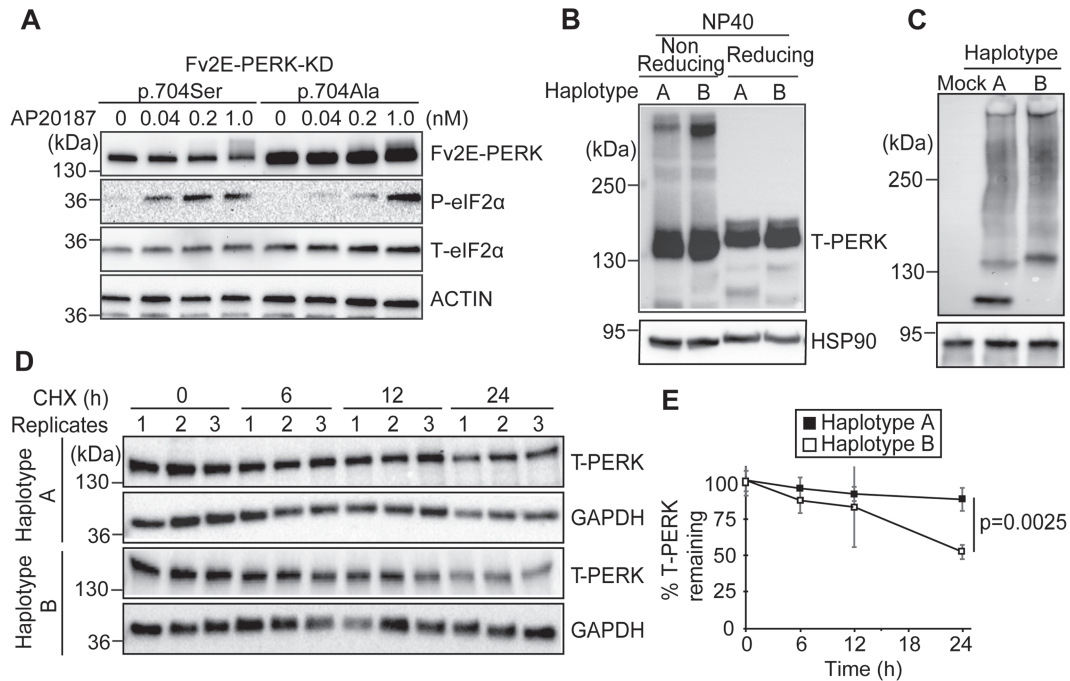 A
Fv2E-PERK-KD
p.704Ser p.704Ala
AP20187 0 0.04 0.2 1.0 0 0.04 0.2 1.0 (nM)
(kDa)
Fv2E-PERK
130
36
P-eIF2α
36
T-eIF2α
ACTIN
36
B
NP40
Non
Reducing Reducing
Haplotype A B A B
(kDa)
250
T-PERK
130
95
HSP90
C
Haplotype
Mock A B
(kDa)
250
130
95
D
CHX (h) 0 6 12 24
Replicates 1 2 3 1 2 3 1 2 3 1 2 3
(kDa)
Haplotype
A
T-PERK
130
GAPDH
36
Haplotype
B
T-PERK
130
GAPDH
36
E
Haplotype A
Haplotype B
% T-PERK
remaining
100
75
50
25
0
p=0.0025
0 6 12 18 24
Time (h)